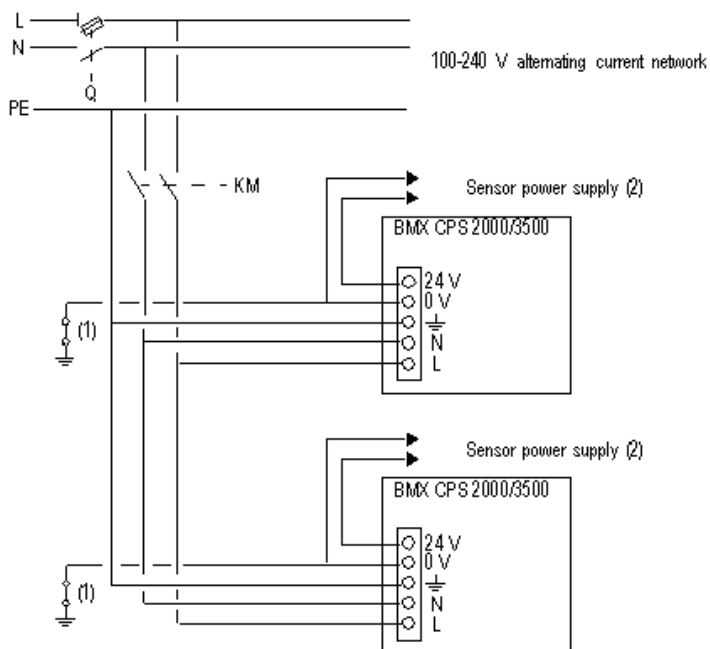 L
N
100-240 V alternating current network
Q
PE
KM
Sensor power supply (2)
BMX CPS 2000/3500
24 V
0 V
(1)
N
L
Sensor power supply (2)
BMX CPS 2000/3500
24 V
0 V
(1)
N
L